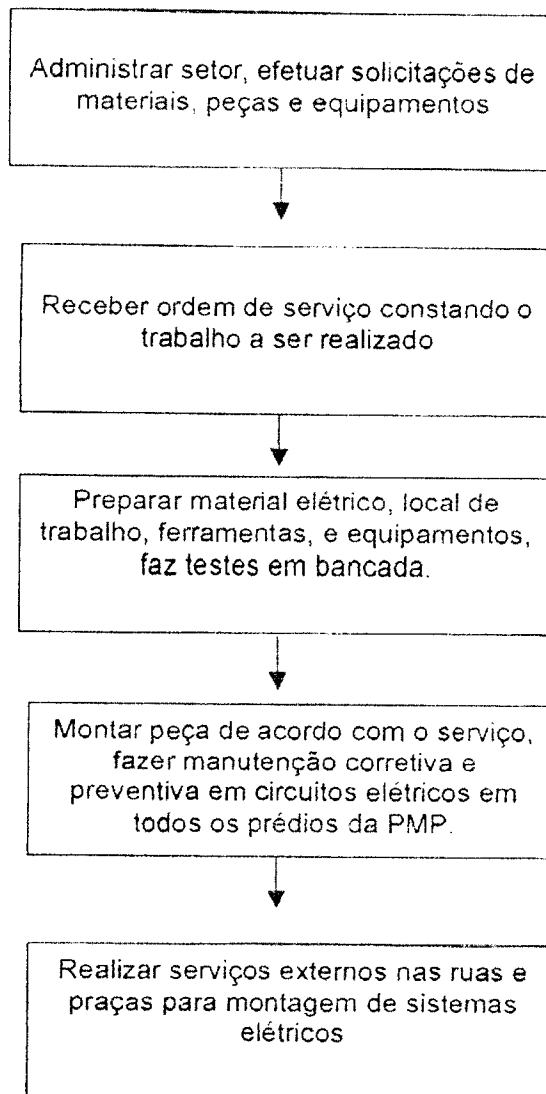 Administrar setor, efetuar solicitações de
materiais, peças e equipamentos
Receber ordem de serviço constando o
trabalho a ser realizado
Preparar material elétrico, local de
trabalho, ferramentas, e equipamentos,
faz testes em bancada.
Montar peça de acordo com o serviço,
fazer manutenção corretiva e
preventiva em circuitos elétricos em
todos os prédios da PMP.
Realizar serviços externos nas ruas e
praças para montagem de sistemas
elétricos